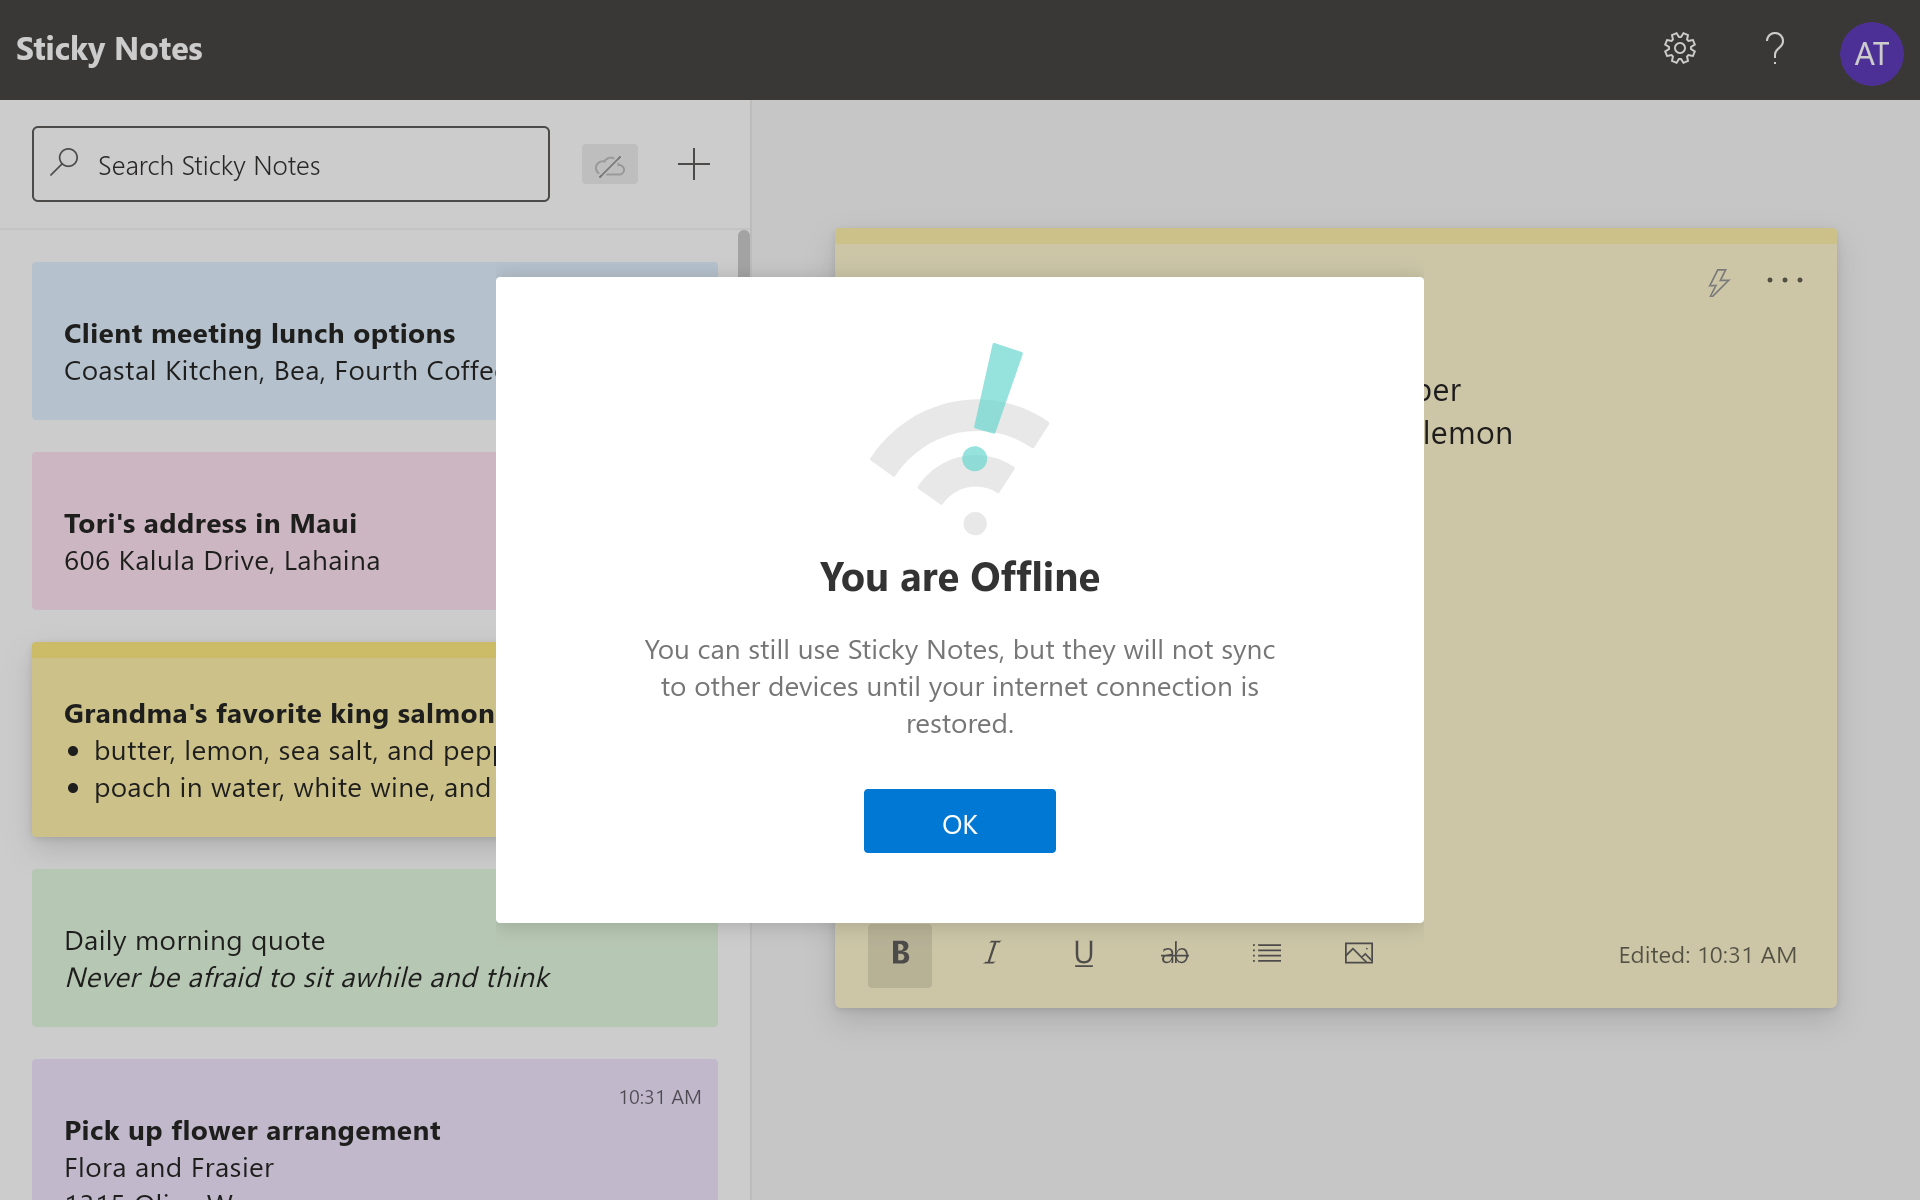 Sticky Notes
AT
Search Sticky Notes
Client meeting lunch options
Coastal Kitchen, Bea, Fourth
Tori's address in Maui
606 Kalula Drive, Lahaina
Grandma's favorite king salmon
• butter, lemon, sea salt, and
• poach in water, white wine, and
Daily morning quote
Never be afraid to sit awhile and think
10:31 AM
Pick up flower arrangement
Flora and Frasier
lemon
B I U ab
Edited: 10:31 AM
You are Offline
You can still use Sticky Notes, but they will not sync
to other devices until your internet connection is
restored.
OK